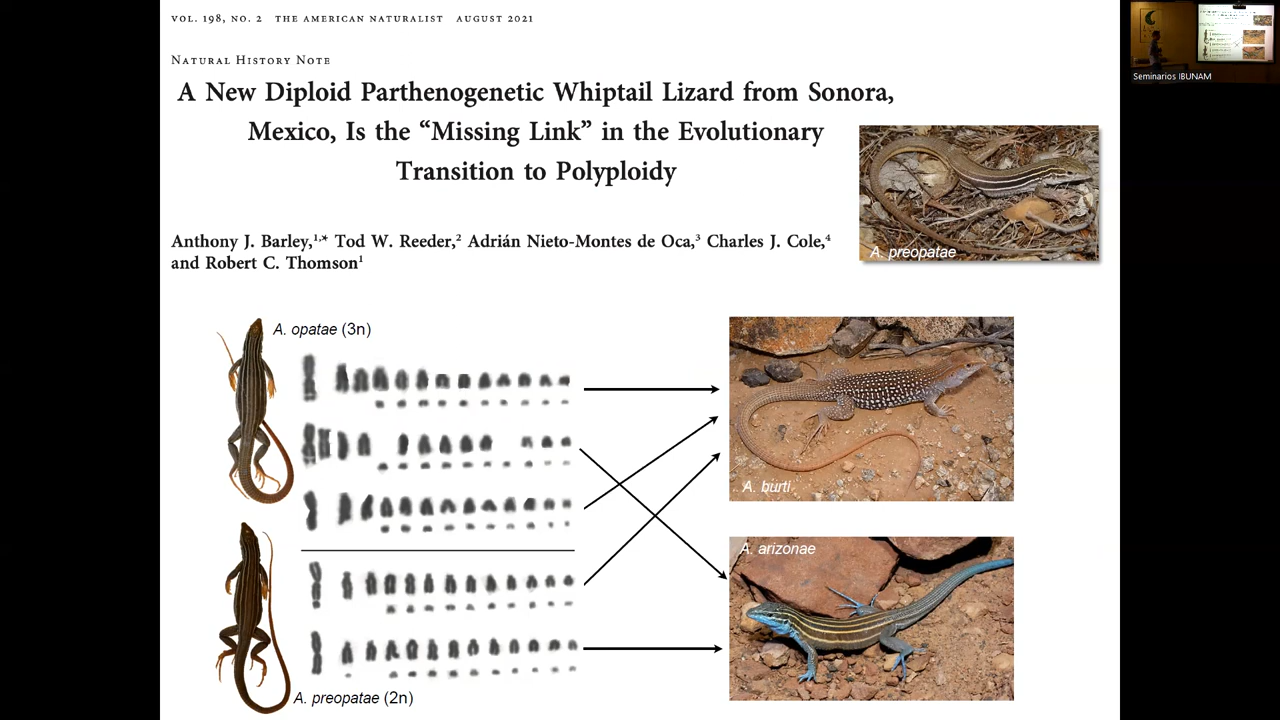 VOL. 198, NO. 2 THE AMERICAN NATURALIST AUGUST 2021
NATURAL HISTORY NOTE
A New Diploid Parthenogenetic Whiptail Lizard from Sonora,
Mexico, Is the “Missing Link” in the Evolutionary
Transition to Polyploidy
Anthony J. Barley,¹,* Tod W. Reeder,² Adrián Nieto-Montes de Oca,³ Charles J. Cole,⁴
and Robert C. Thomson¹
A. preopatae
A. opatae (3n)
A. burti
A. arizonae
A. preopatae (2n)
Seminarios IBUNAM